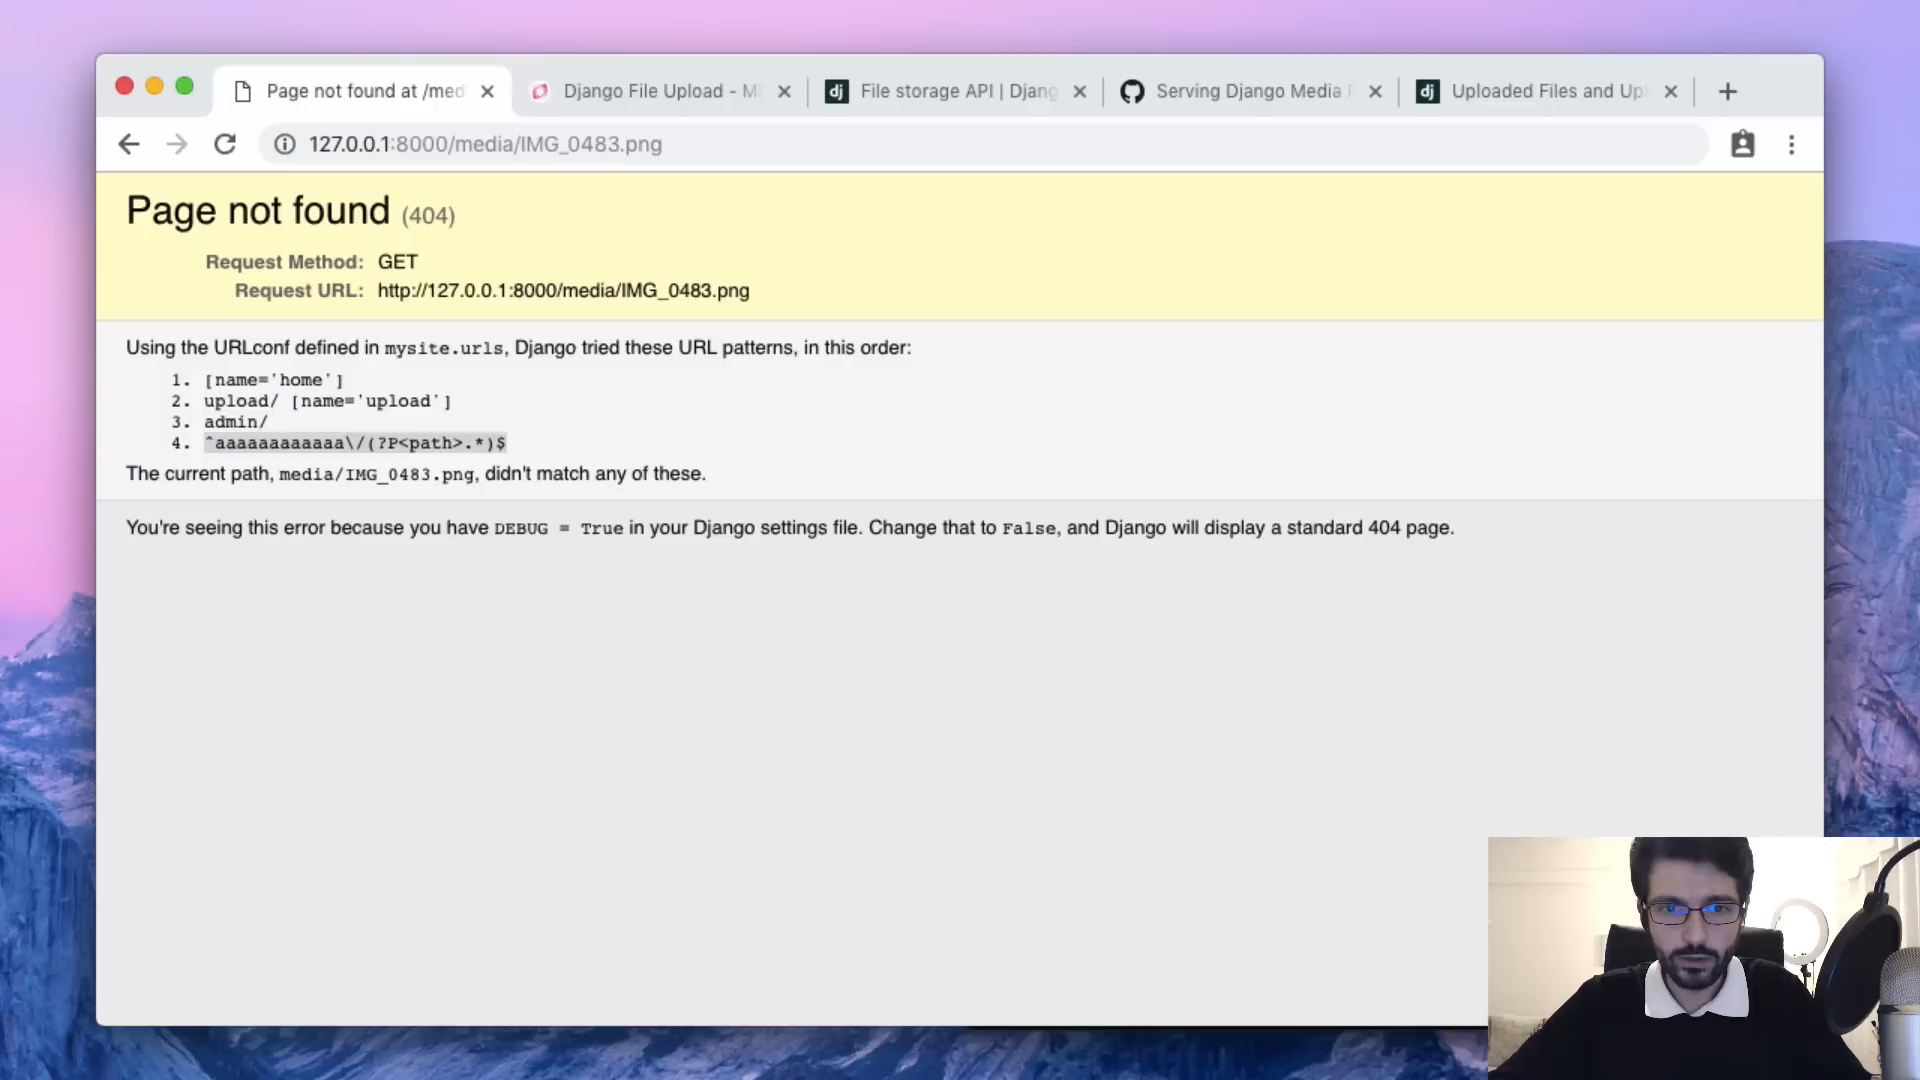 Page not found at /med
Django File Upload - M
dj File storage API | Djang
Serving Django Media F
dj Uploaded Files and Upl
127.0.0.1:8000/media/IMG_0483.png
Page not found (404)
Request Method: GET
Request URL: http://127.0.0.1:8000/media/IMG_0483.png
Using the URLconf defined in mysite.urls, Django tried these URL patterns, in this order:
1. [name='home']
2. upload/ [name='upload']
3. admin/
4. ^aaaaaaaaaaaa\/(?P<path>.*)$
The current path, media/IMG_0483.png, didn't match any of these.
You're seeing this error because you have DEBUG = True in your Django settings file. Change that to False, and Django will display a standard 404 page.